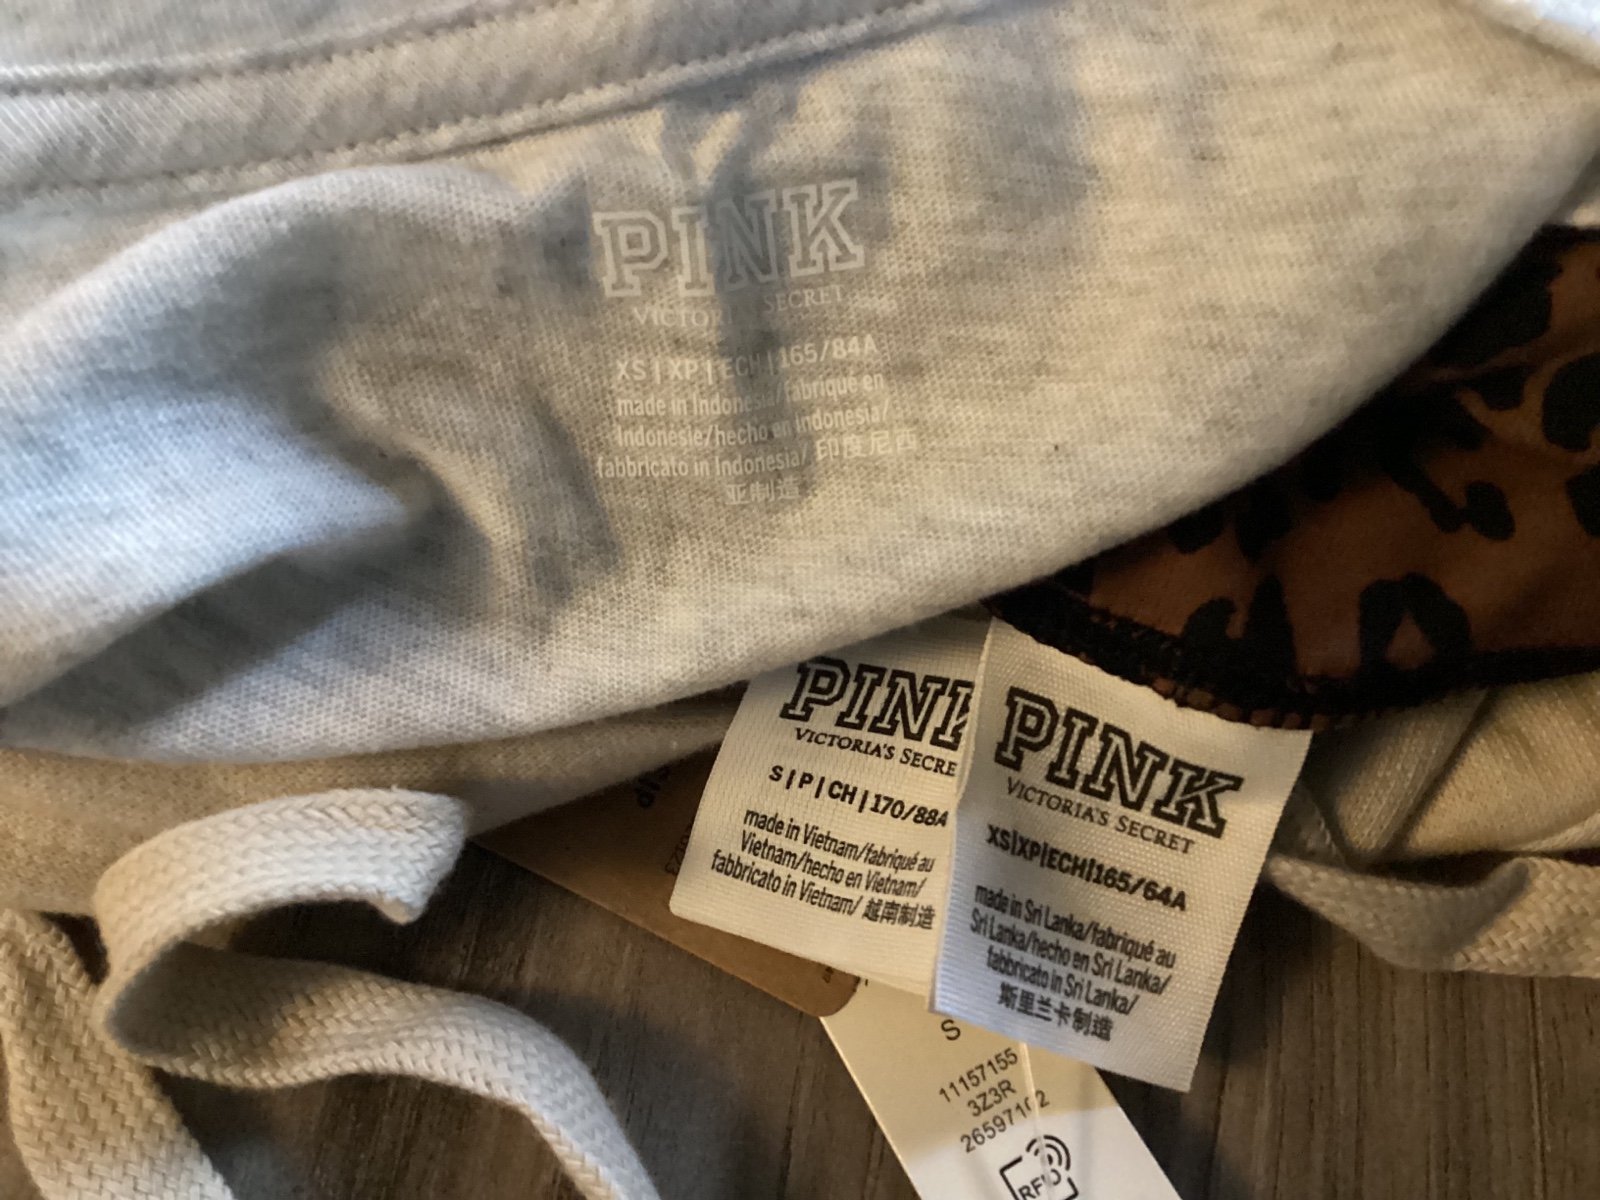 PINK
VICTORIA'S SECRET
XS | XP | ECH | 165/84A
made in Indonesia/fabriqué en
Indonésie/hecho en Indonesia/
fabbricato in Indonesia/ 印度尼西
亚制造
PINK
VICTORIA'S SECRE
S | P | CH | 170/88A
made in Vietnam/fabriqué au
Vietnam/hecho en Vietnam/
fabbricato in Vietnam/ 越南制造
PINK
VICTORIA'S SECRET
XS|XP|ECH|165/64A
made in Sri Lanka/fabriqué au
Sri Lanka/hecho en Sri Lanka/
fabbricato in Sri Lanka/
斯里兰卡制造
S
11157155
3Z3R
26597102
RFID